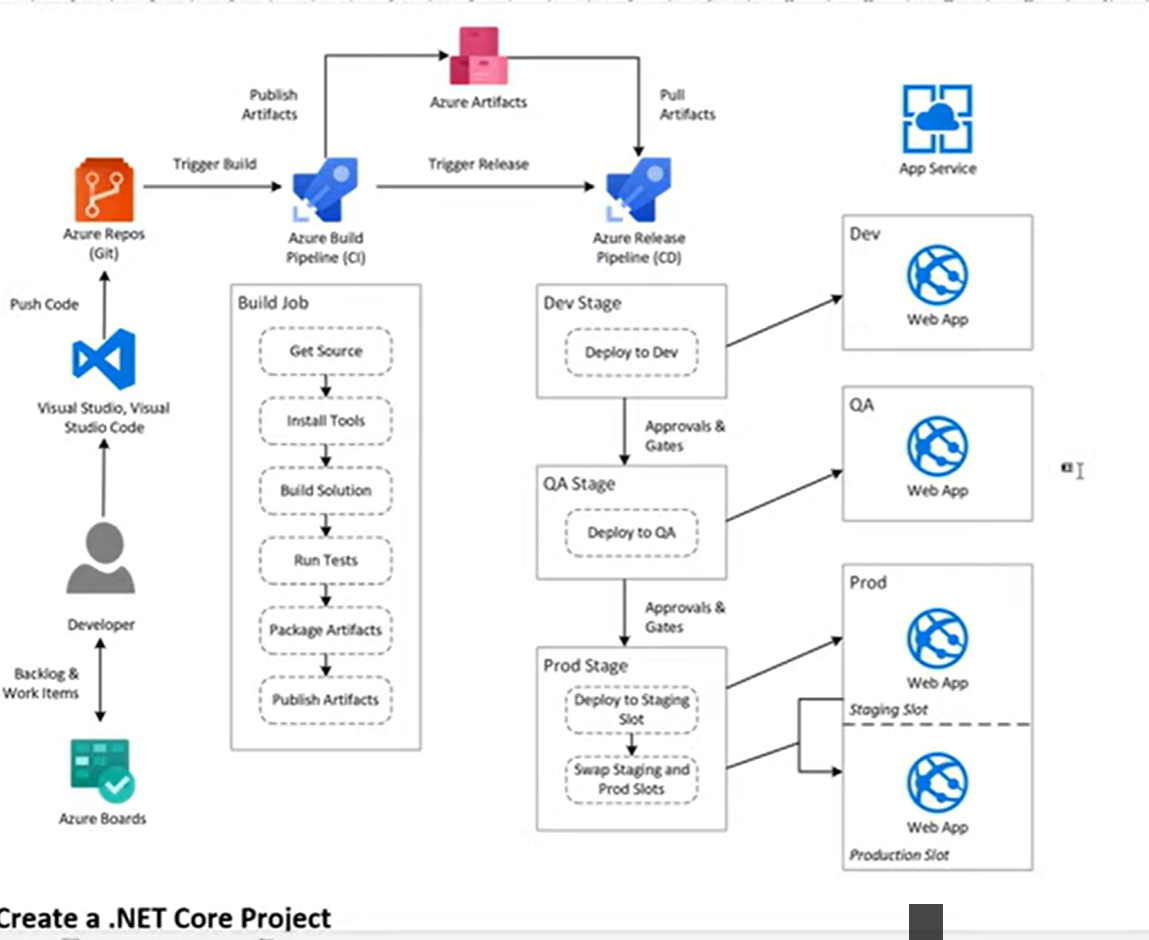 Azure Artifacts
Publish
Artifacts
Pull
Artifacts
App Service
Trigger Build
Trigger Release
Azure Repos
(Git)
Azure Build
Pipeline (CI)
Azure Release
Pipeline (CD)
Push Code
Visual Studio, Visual
Studio Code
Developer
Backlog &
Work Items
Azure Boards
Build Job
Get Source
Install Tools
Build Solution
Run Tests
Package Artifacts
Publish Artifacts
Dev Stage
Deploy to Dev
Approvals &
Gates
QA Stage
Deploy to QA
Approvals &
Gates
Prod Stage
Deploy to Staging
Slot
Swap Staging and
Prod Slots
Dev
Web App
QA
Web App
Prod
Web App
Staging Slot
Web App
Production Slot
Create a .NET Core Project